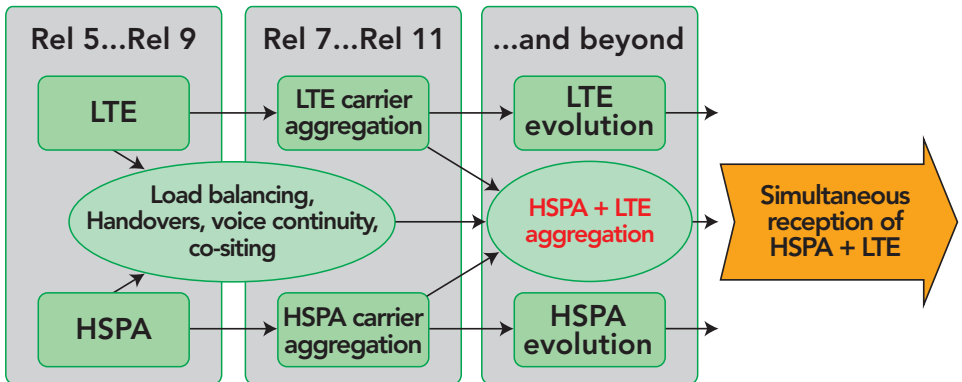 Rel 5...Rel 9
Rel 7...Rel 11
...and beyond
LTE
LTE carrier
aggregation
LTE
evolution
Load balancing,
Handovers, voice continuity,
co-siting
HSPA + LTE
aggregation
Simultaneous
reception of
HSPA + LTE
HSPA
HSPA carrier
aggregation
HSPA
evolution